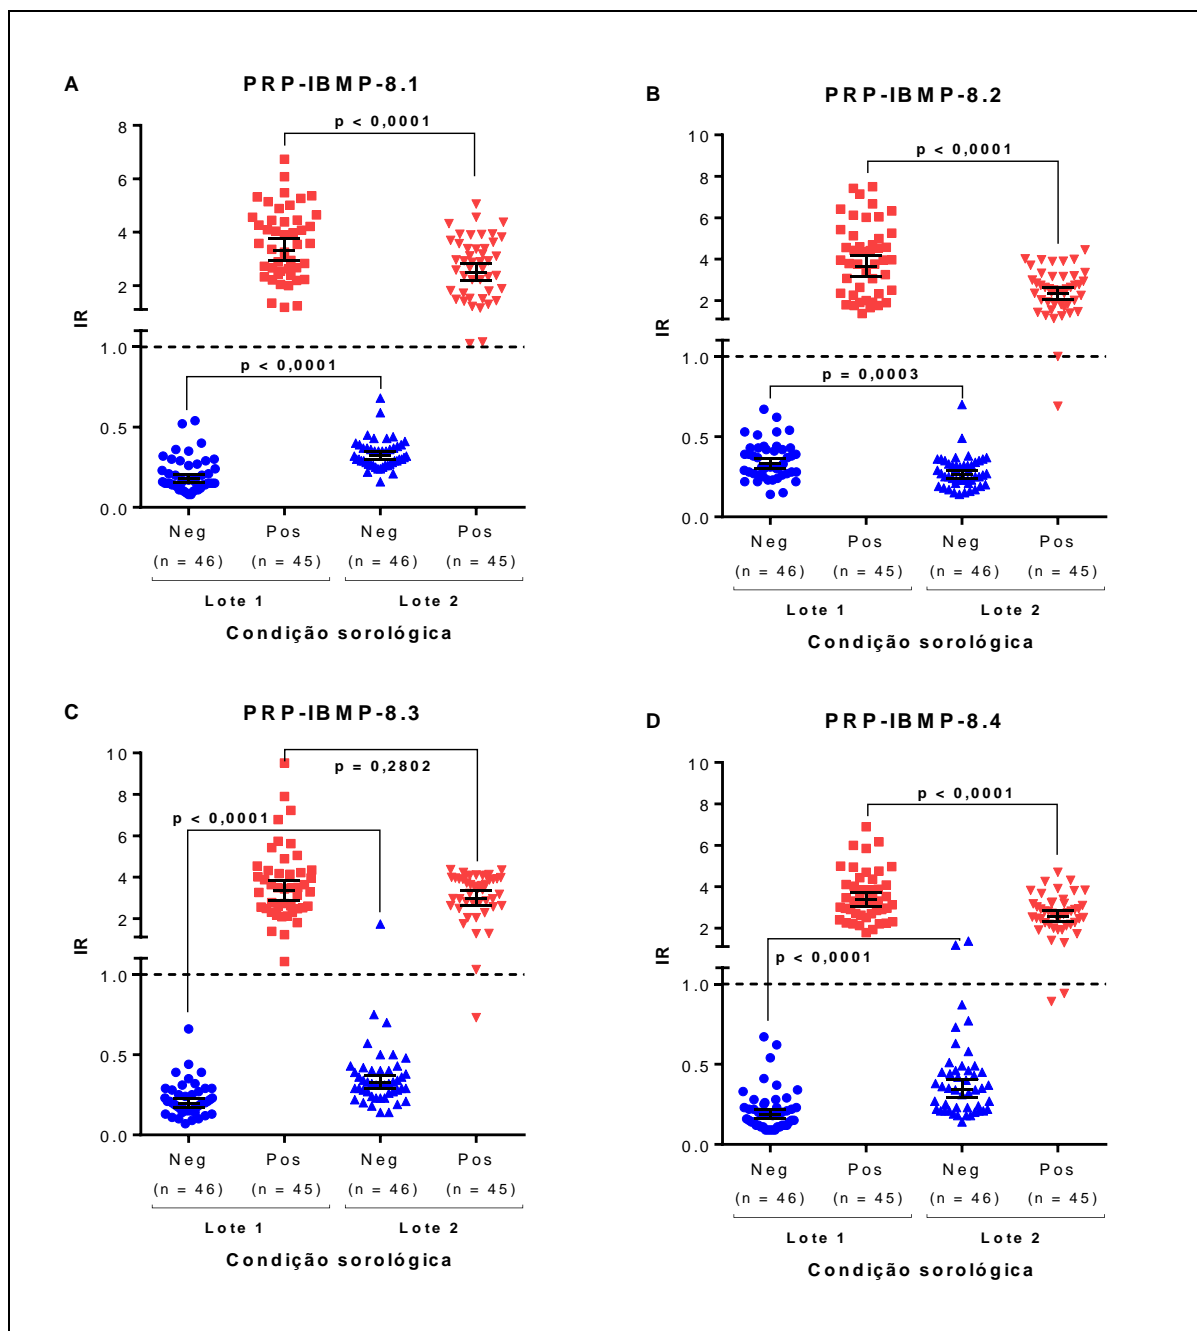 A
PRP-IBMP-8.1
p < 0,0001
8
6
4
2
IR
1.0
p < 0,0001
0.5
0.0
Neg Pos Neg Pos
(n = 46) (n = 45) (n = 46) (n = 45)
Lote 1 Lote 2
Condição sorológica
B
PRP-IBMP-8.2
10
p < 0,0001
8
6
4
2
IR
1.0
p = 0,0003
0.5
0.0
Neg Pos Neg Pos
(n = 46) (n = 45) (n = 46) (n = 45)
Lote 1 Lote 2
Condição sorológica
C
PRP-IBMP-8.3
10
p = 0,2802
8
p < 0,0001
6
4
2
IR
1.0
0.5
0.0
Neg Pos Neg Pos
(n = 46) (n = 45) (n = 46) (n = 45)
Lote 1 Lote 2
Condição sorológica
D
PRP-IBMP-8.4
10
p < 0,0001
8
6
4
2
IR
p < 0,0001
1.0
0.5
0.0
Neg Pos Neg Pos
(n = 46) (n = 45) (n = 46) (n = 45)
Lote 1 Lote 2
Condição sorológica